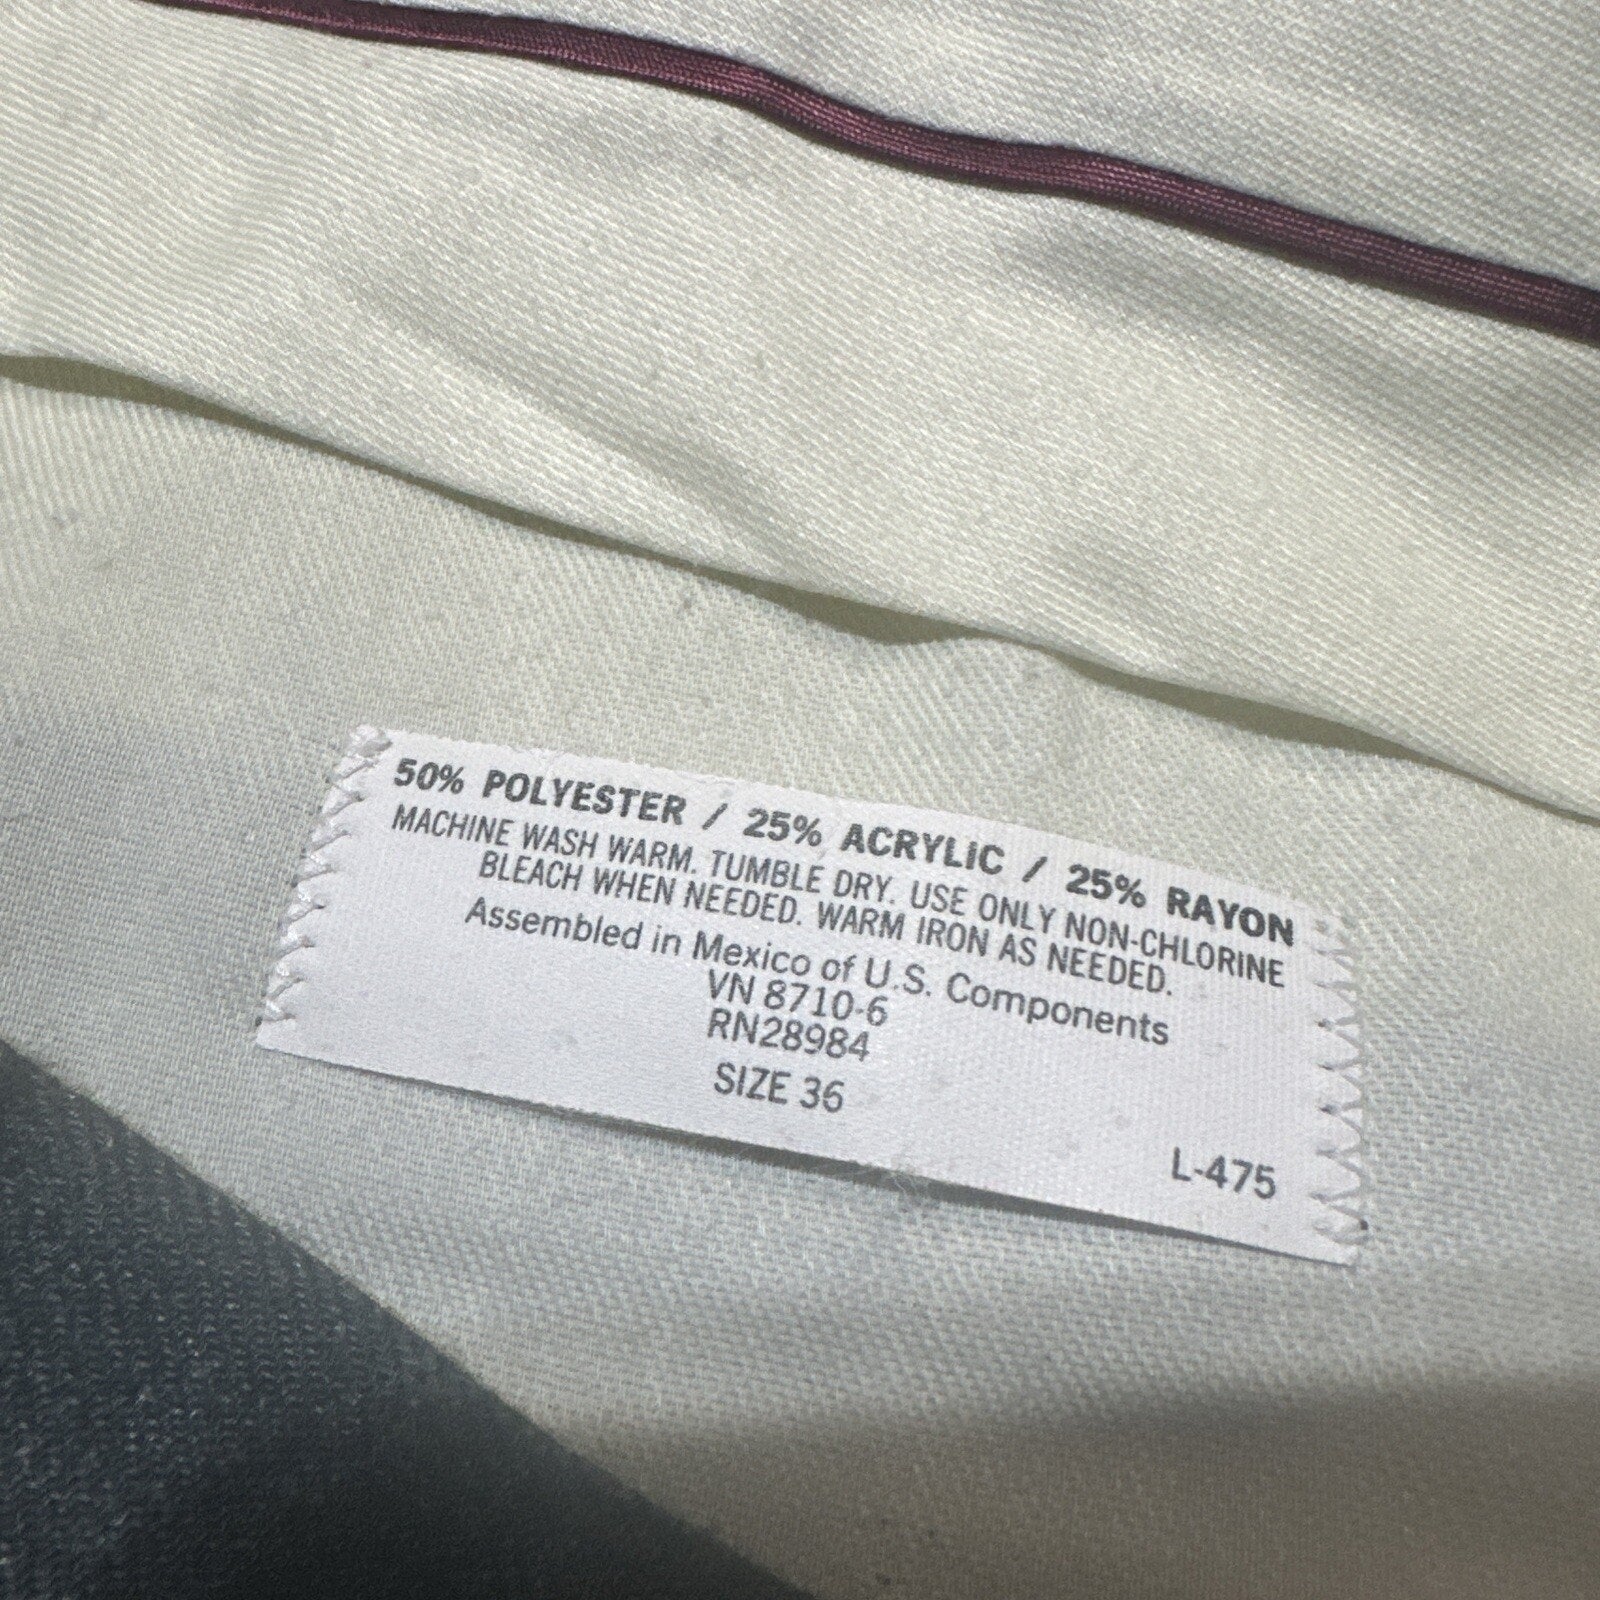 50% POLYESTER / 25% ACRYLIC / 25% RAYON
MACHINE WASH WARM. TUMBLE DRY. USE ONLY NON-CHLORINE
BLEACH WHEN NEEDED. WARM IRON AS NEEDED.
Assembled in Mexico of U.S. Components
VN 8710-6
RN28984
SIZE 36
L-475